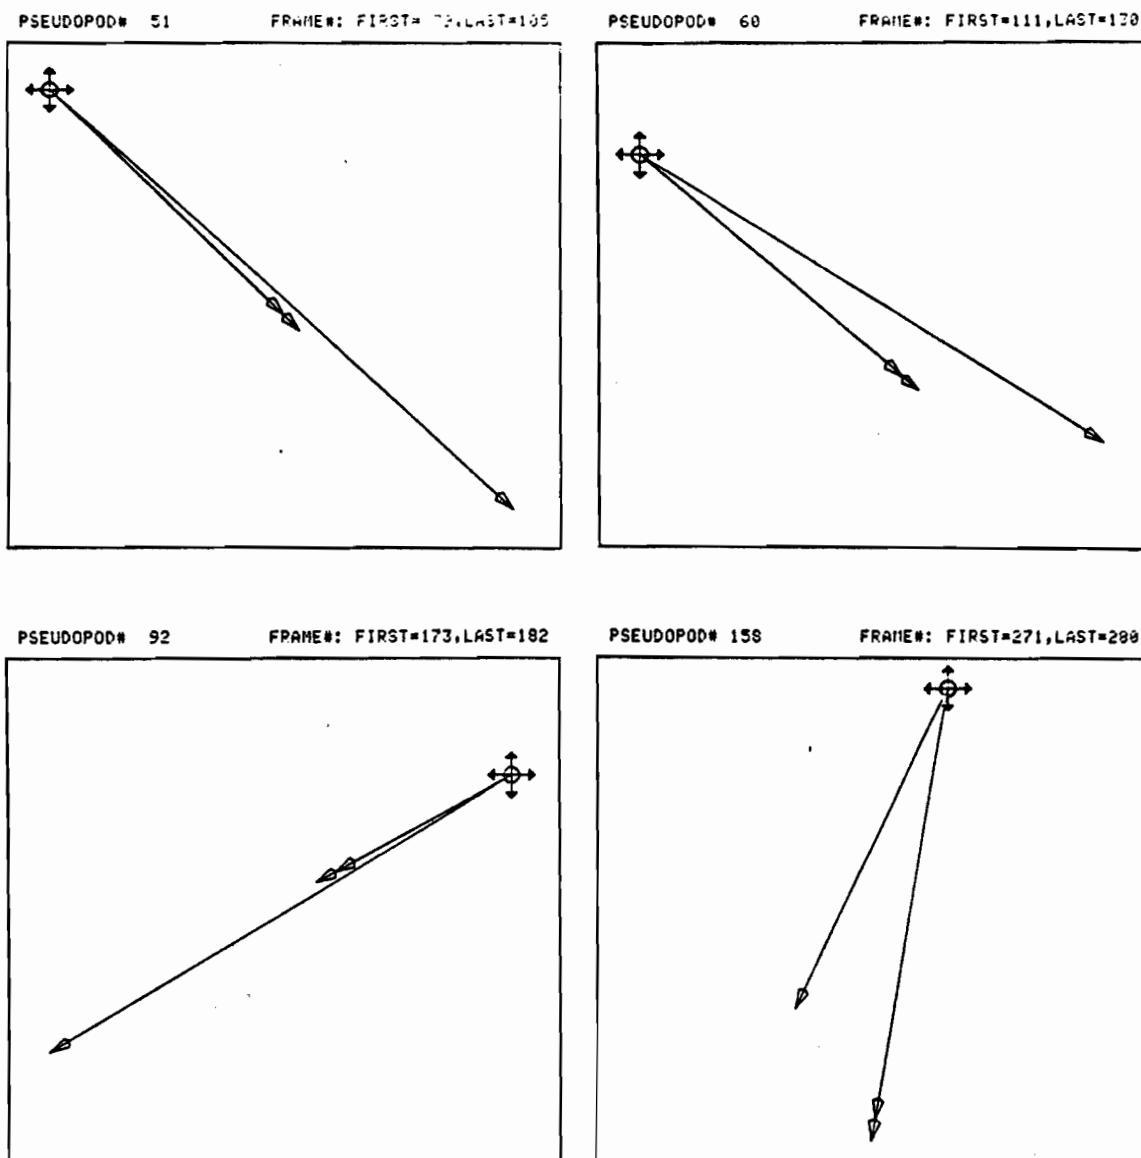 PSEUDOPOD# 51 FRAME#: FIRST= LAST=105
PSEUDOPOD# 60 FRAME#: FIRST=111,LAST=130
PSEUDOPOD# 92 FRAME#: FIRST=173,LAST=182
PSEUDOPOD# 158 FRAME#: FIRST=271,LAST=280